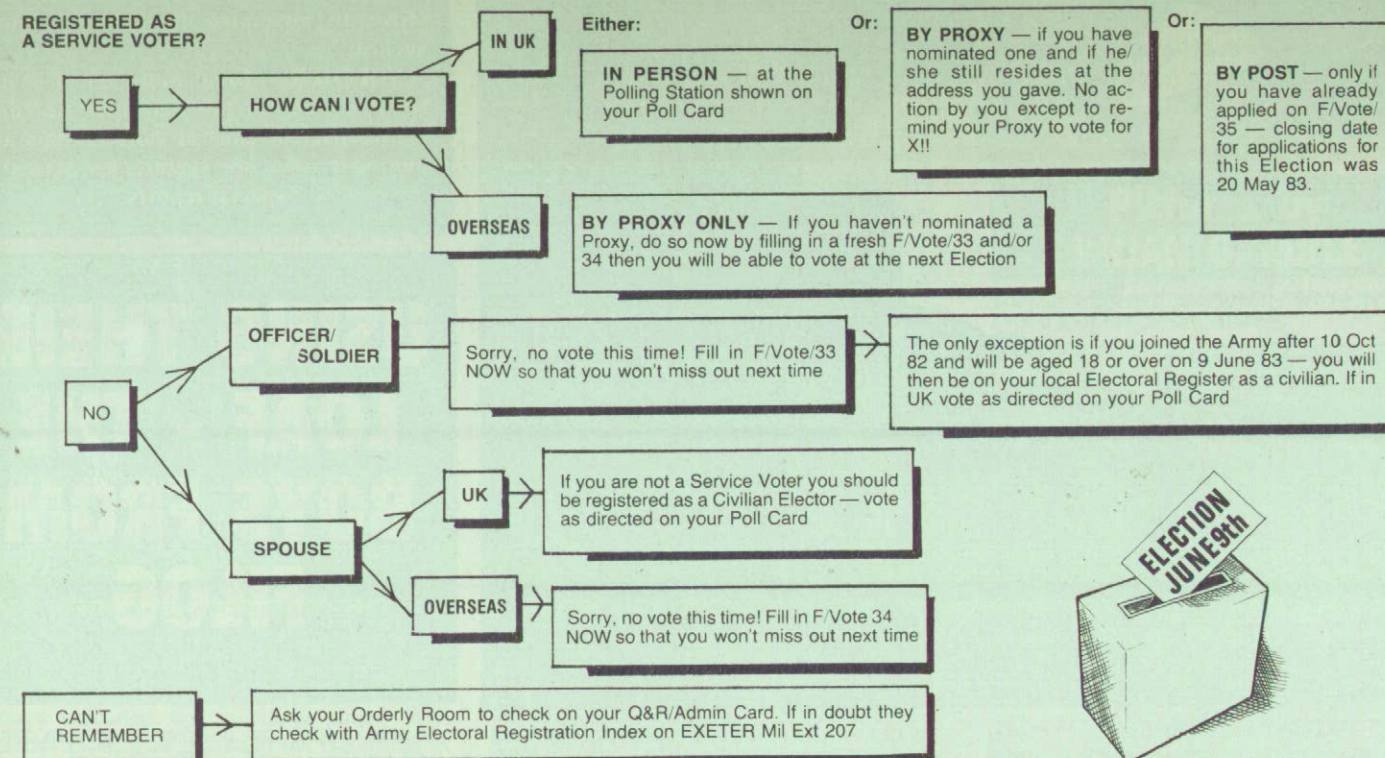 REGISTERED AS
A SERVICE VOTER?
YES
HOW CAN I VOTE?
IN UK
Either:
IN PERSON — at the
Polling Station shown on
your Poll Card
Or:
BY PROXY — if you have
nominated one and if he/
she still resides at the
address you gave. No ac-
tion by you except to re-
mind your Proxy to vote for
X!!
Or:
BY POST — only if
you have already
applied on F/Vote/
35 — closing date
for applications for
this Election was
20 May 83.
OVERSEAS
BY PROXY ONLY — If you haven't nominated a
Proxy, do so now by filling in a fresh F/Vote/33 and/or
34 then you will be able to vote at the next Election
NO
OFFICER/
SOLDIER
Sorry, no vote this time! Fill in F/Vote/33
NOW so that you won't miss out next time
The only exception is if you joined the Army after 10 Oct
82 and will be aged 18 or over on 9 June 83 — you will
then be on your local Electoral Register as a civilian. If in
UK vote as directed on your Poll Card
SPOUSE
UK
If you are not a Service Voter you should
be registered as a Civilian Elector — vote
as directed on your Poll Card
OVERSEAS
Sorry, no vote this time! Fill in F/Vote 34
NOW so that you won't miss out next time
ELECTION
JUNE 9th
CAN'T
REMEMBER
Ask your Orderly Room to check on your Q&R/Admin Card. If in doubt they
check with Army Electoral Registration Index on EXETER Mil Ext 207